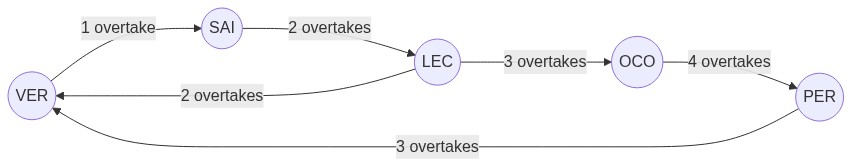 1 overtake
SAI
2 overtakes
LEC
3 overtakes
OCO
4 overtakes
VER
2 overtakes
PER
3 overtakes